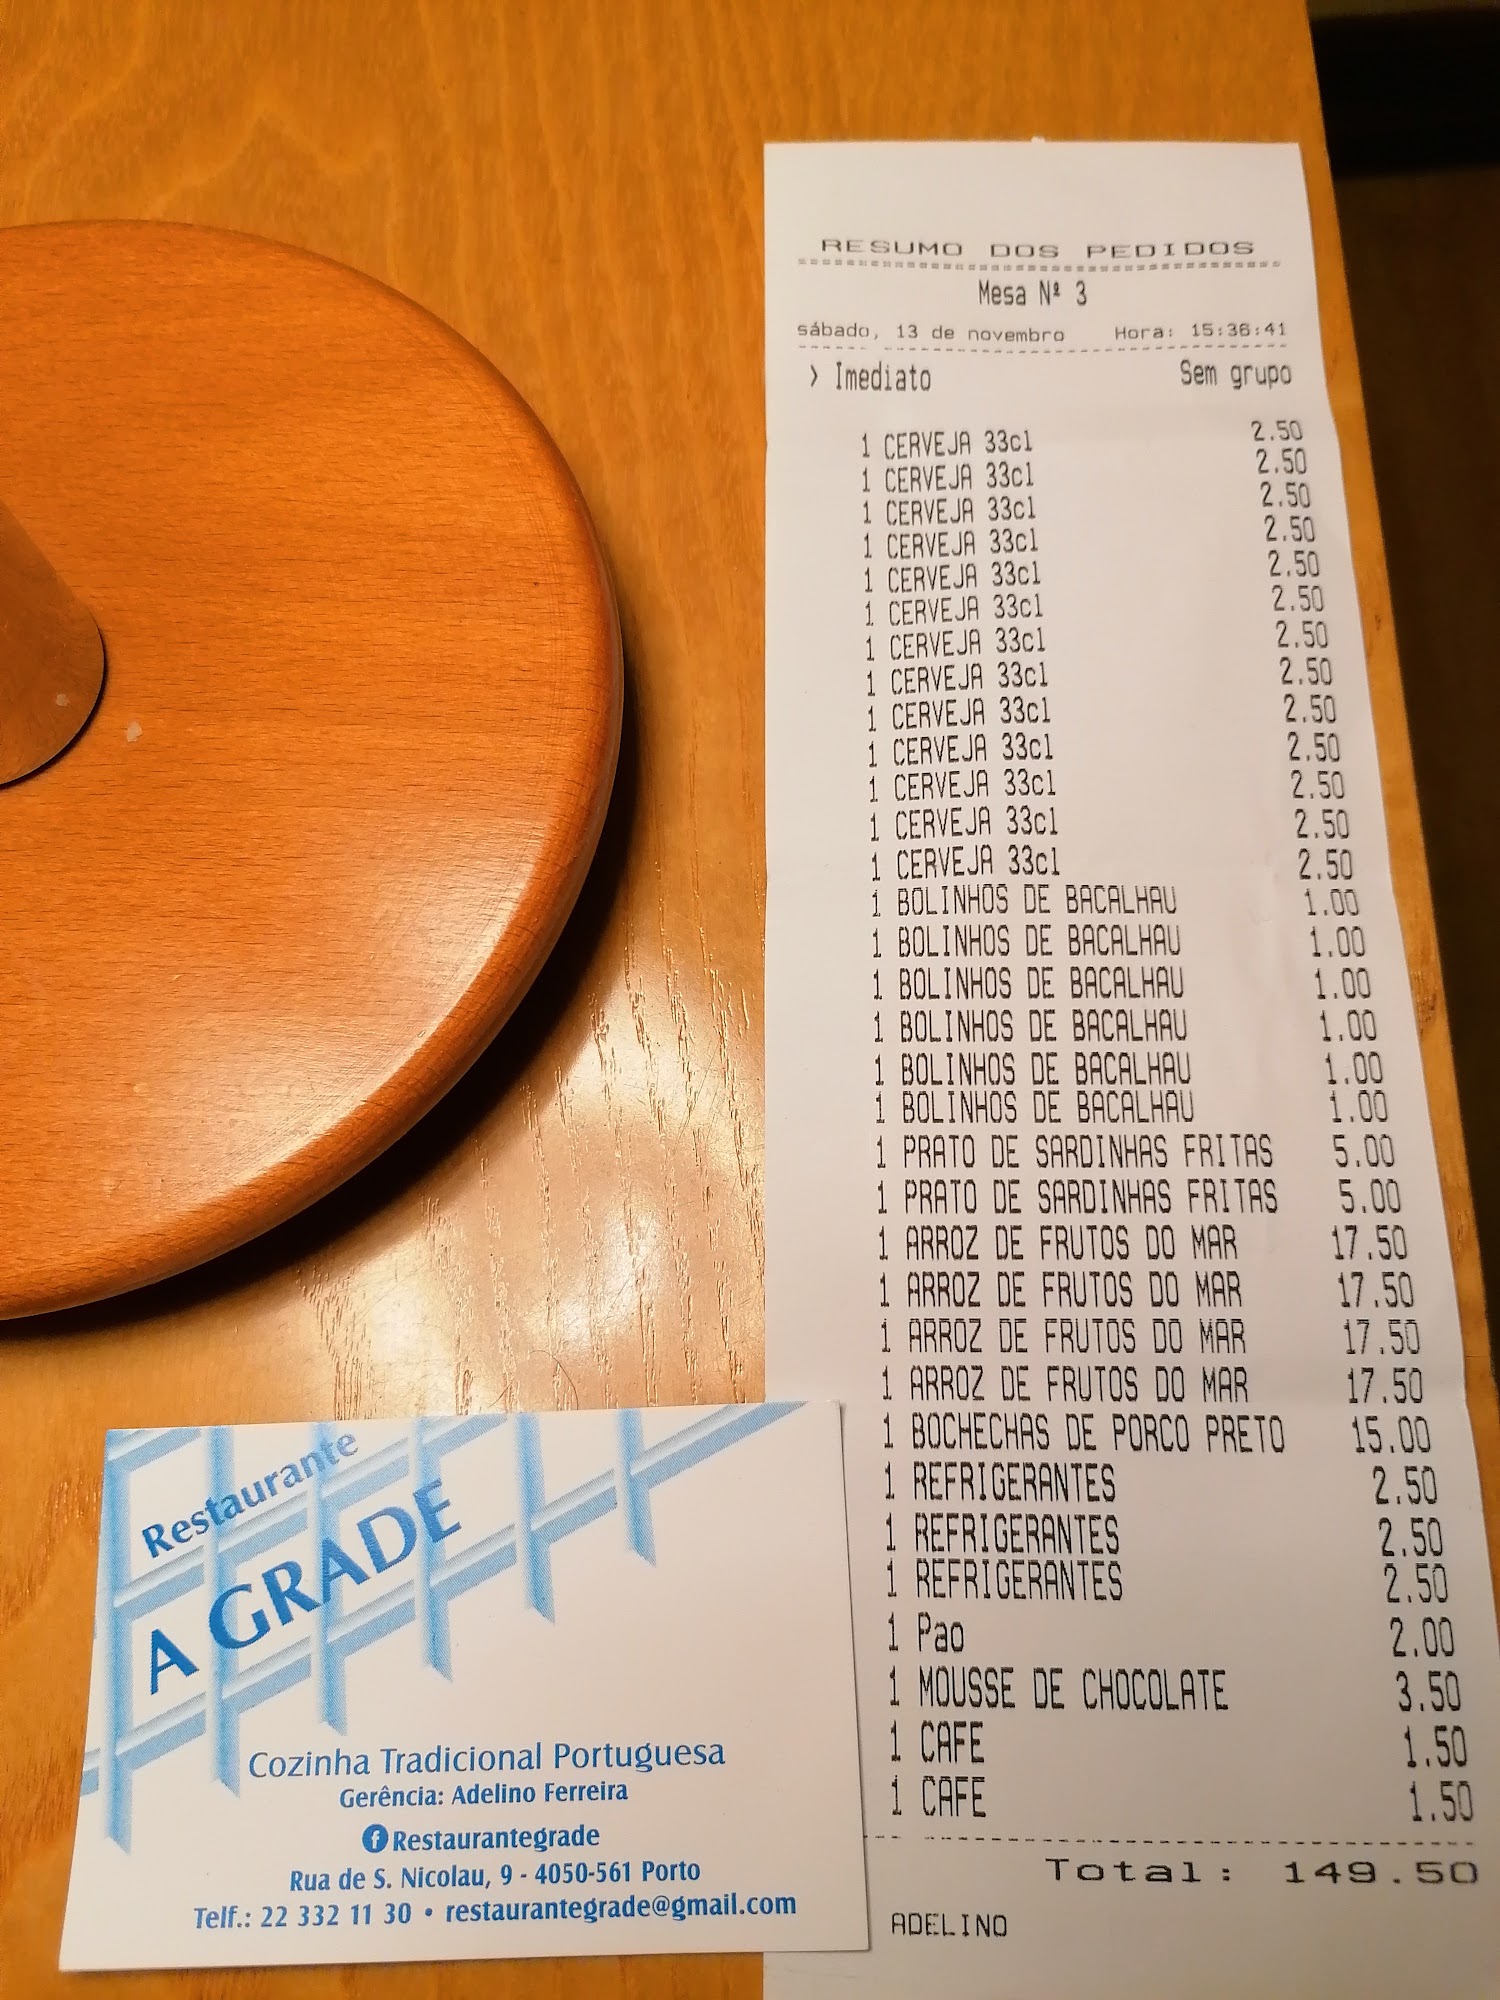 RESUMO DOS PEDIDOS
Mesa Nº 3
sábado, 13 de novembro Hora: 15:36:41
> Imediato Sem grupo
1 CERVEJA 33cl 2.50
1 CERVEJA 33cl 2.50
1 CERVEJA 33cl 2.50
1 CERVEJA 33cl 2.50
1 CERVEJA 33cl 2.50
1 CERVEJA 33cl 2.50
1 CERVEJA 33cl 2.50
1 CERVEJA 33cl 2.50
1 CERVEJA 33cl 2.50
1 CERVEJA 33cl 2.50
1 CERVEJA 33cl 2.50
1 CERVEJA 33cl 2.50
1 CERVEJA 33cl 2.50
1 BOLINHOS DE BACALHAU 1.00
1 BOLINHOS DE BACALHAU 1.00
1 BOLINHOS DE BACALHAU 1.00
1 BOLINHOS DE BACALHAU 1.00
1 BOLINHOS DE BACALHAU 1.00
1 BOLINHOS DE BACALHAU 1.00
1 PRATO DE SARDINHAS FRITAS 5.00
1 PRATO DE SARDINHAS FRITAS 5.00
1 ARROZ DE FRUTOS DO MAR 17.50
1 ARROZ DE FRUTOS DO MAR 17.50
1 ARROZ DE FRUTOS DO MAR 17.50
1 ARROZ DE FRUTOS DO MAR 17.50
1 BOCHECHAS DE PORCO PRETO 15.00
1 REFRIGERANTES 2.50
1 REFRIGERANTES 2.50
1 REFRIGERANTES 2.50
1 Pao 2.00
1 MOUSSE DE CHOCOLATE 3.50
1 CAFE 1.50
1 CAFE 1.50
Total: 149.50
ADELINO
Restaurante
A GRADE
Cozinha Tradicional Portuguesa
Gerência: Adelino Ferreira
f Restaurantegrade
Rua de S. Nicolau, 9 - 4050-561 Porto
Telf.: 22 332 11 30 • restaurantegrade@gmail.com